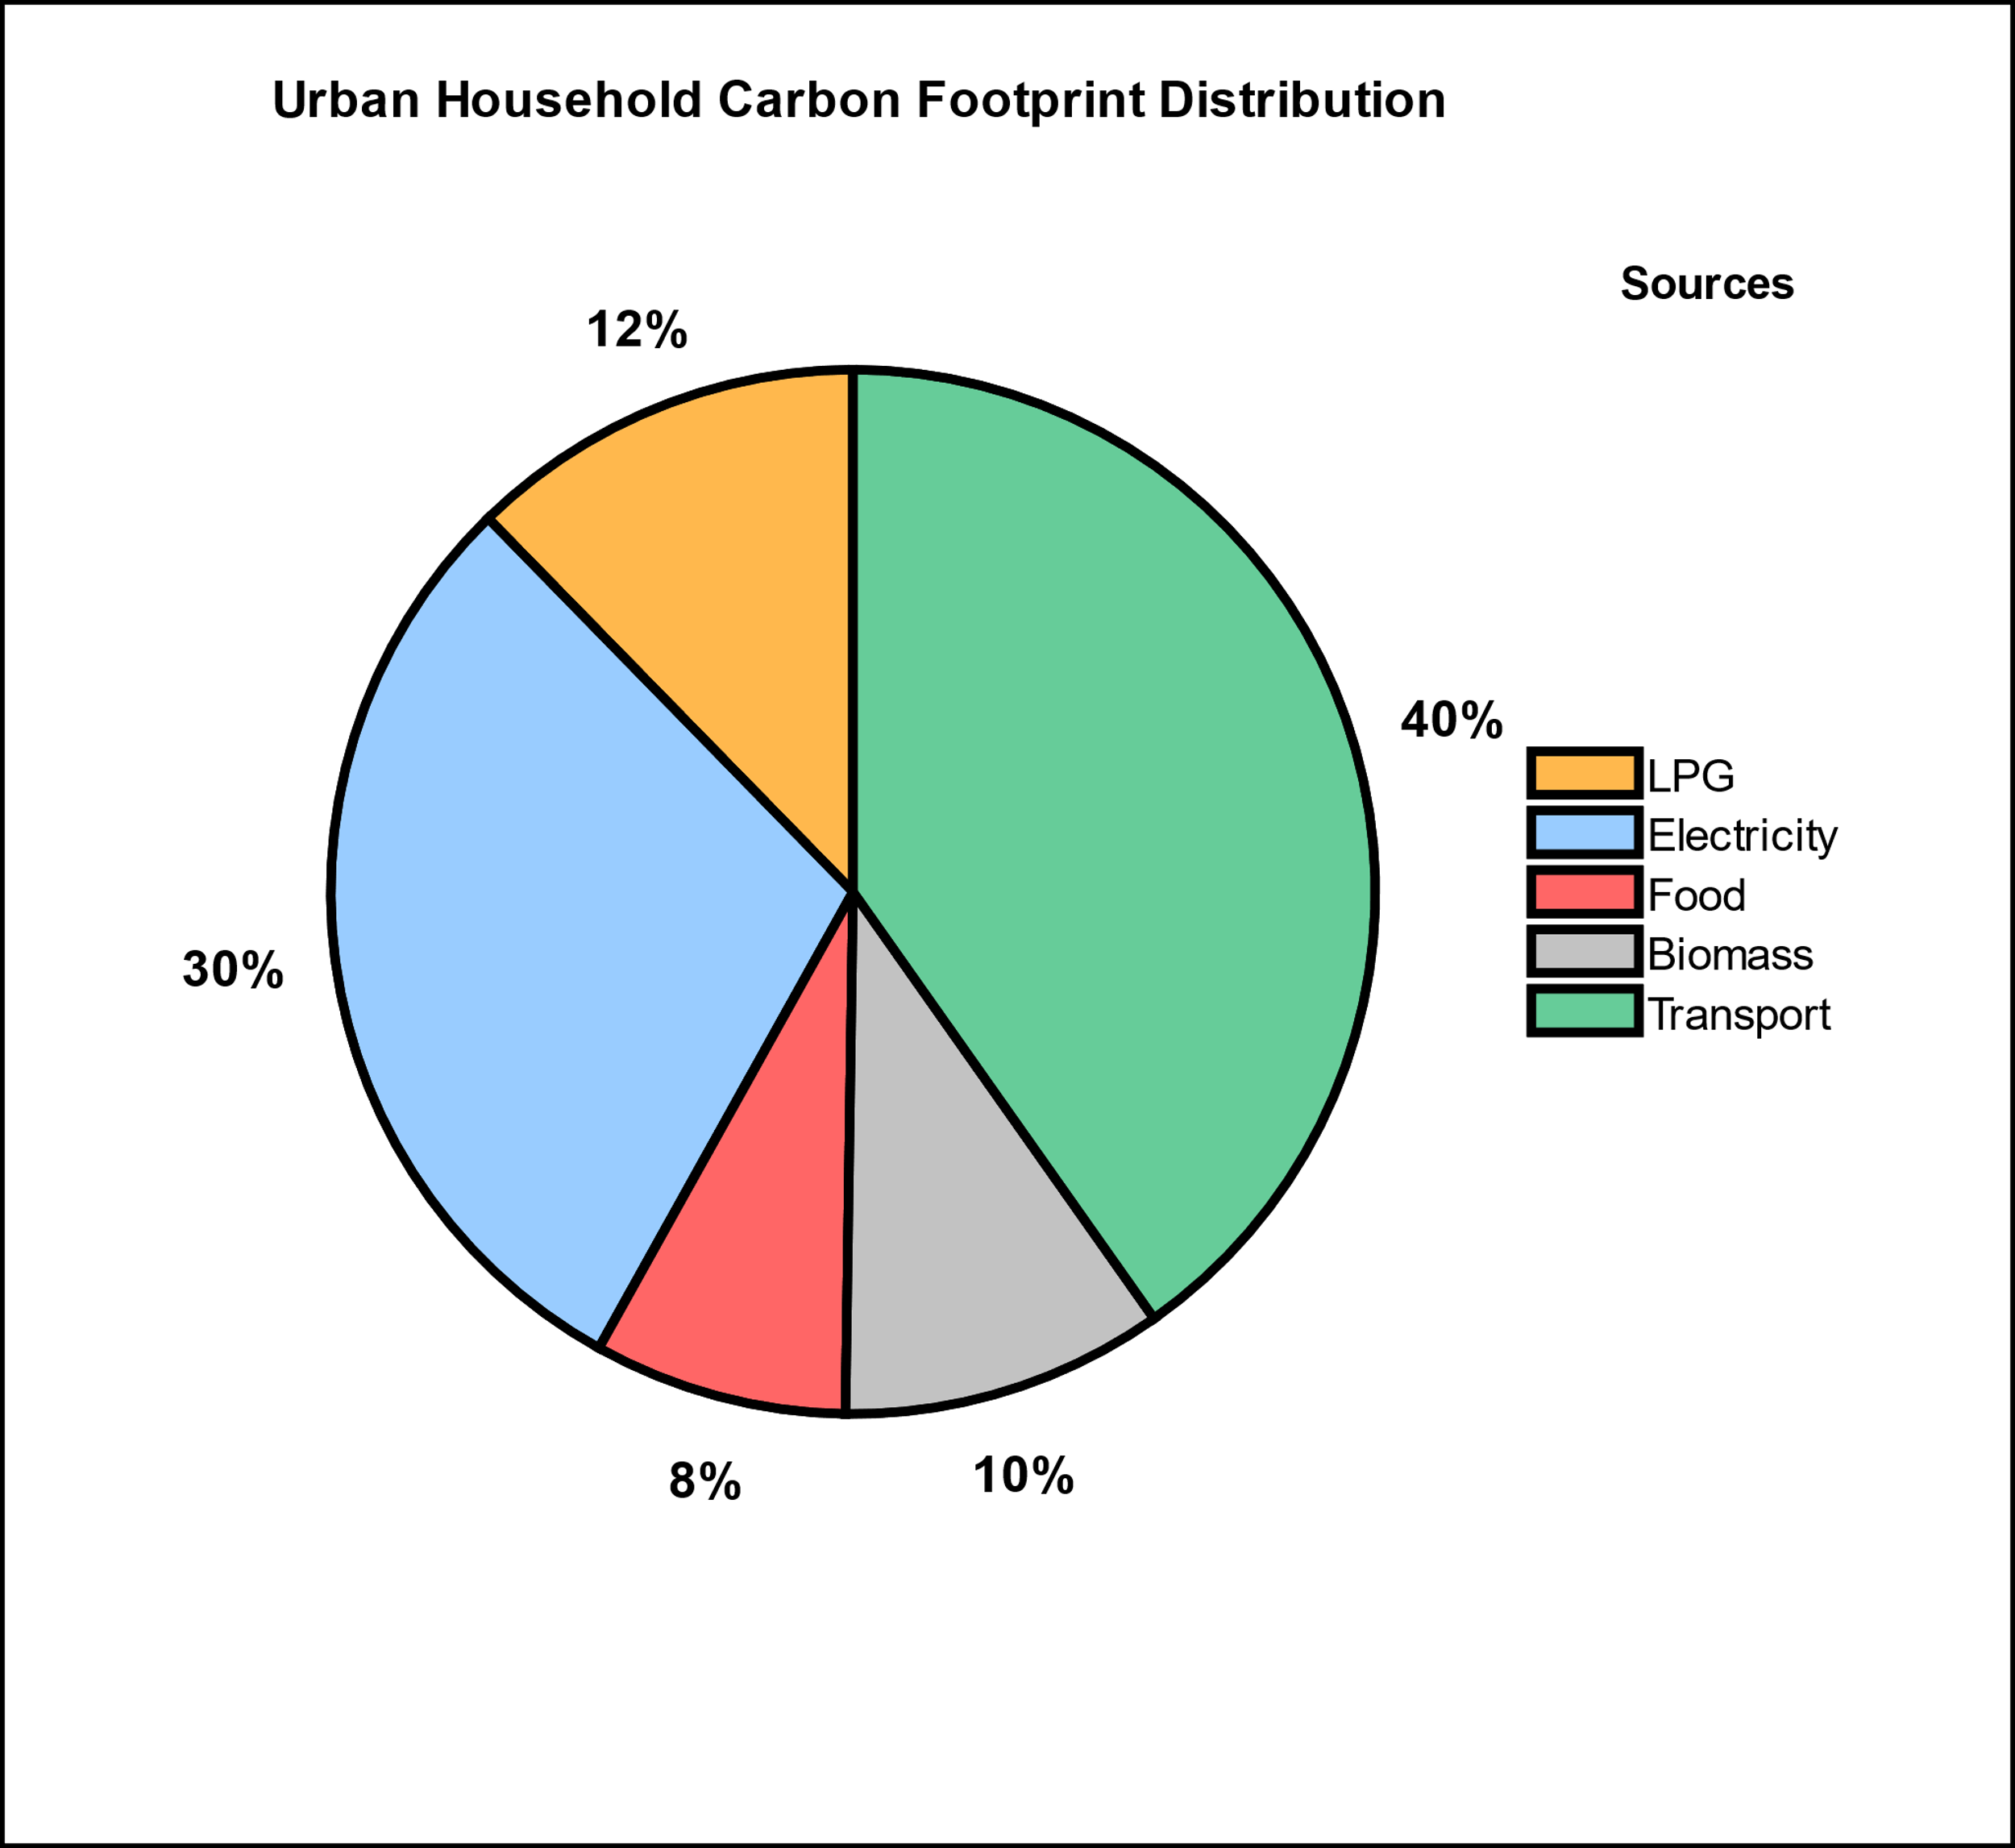 Urban Household Carbon Footprint Distribution
Sources
12%
40%
30%
8%
10%
LPG
Electricity
Food
Biomass
Transport